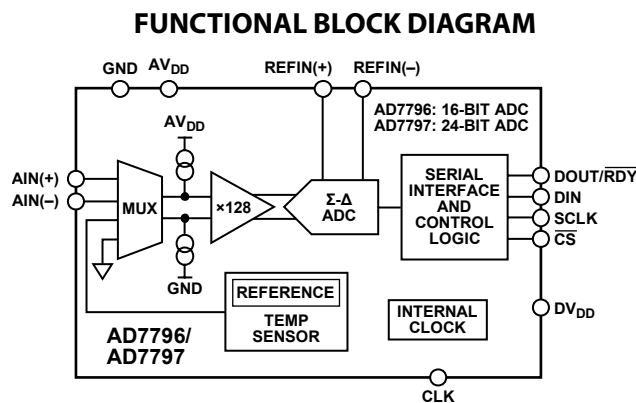 FUNCTIONAL BLOCK DIAGRAM
GND
AVDD
REFIN(+)
REFIN(–)
AD7796: 16-BIT ADC
AD7797: 24-BIT ADC
AVDD
AIN(+)
AIN(–)
MUX
×128
Σ-Δ
ADC
SERIAL
INTERFACE
AND
CONTROL
LOGIC
DOUT/RDY
DIN
SCLK
CS
GND
REFERENCE
TEMP
SENSOR
INTERNAL
CLOCK
DVDD
AD7796/
AD7797
CLK